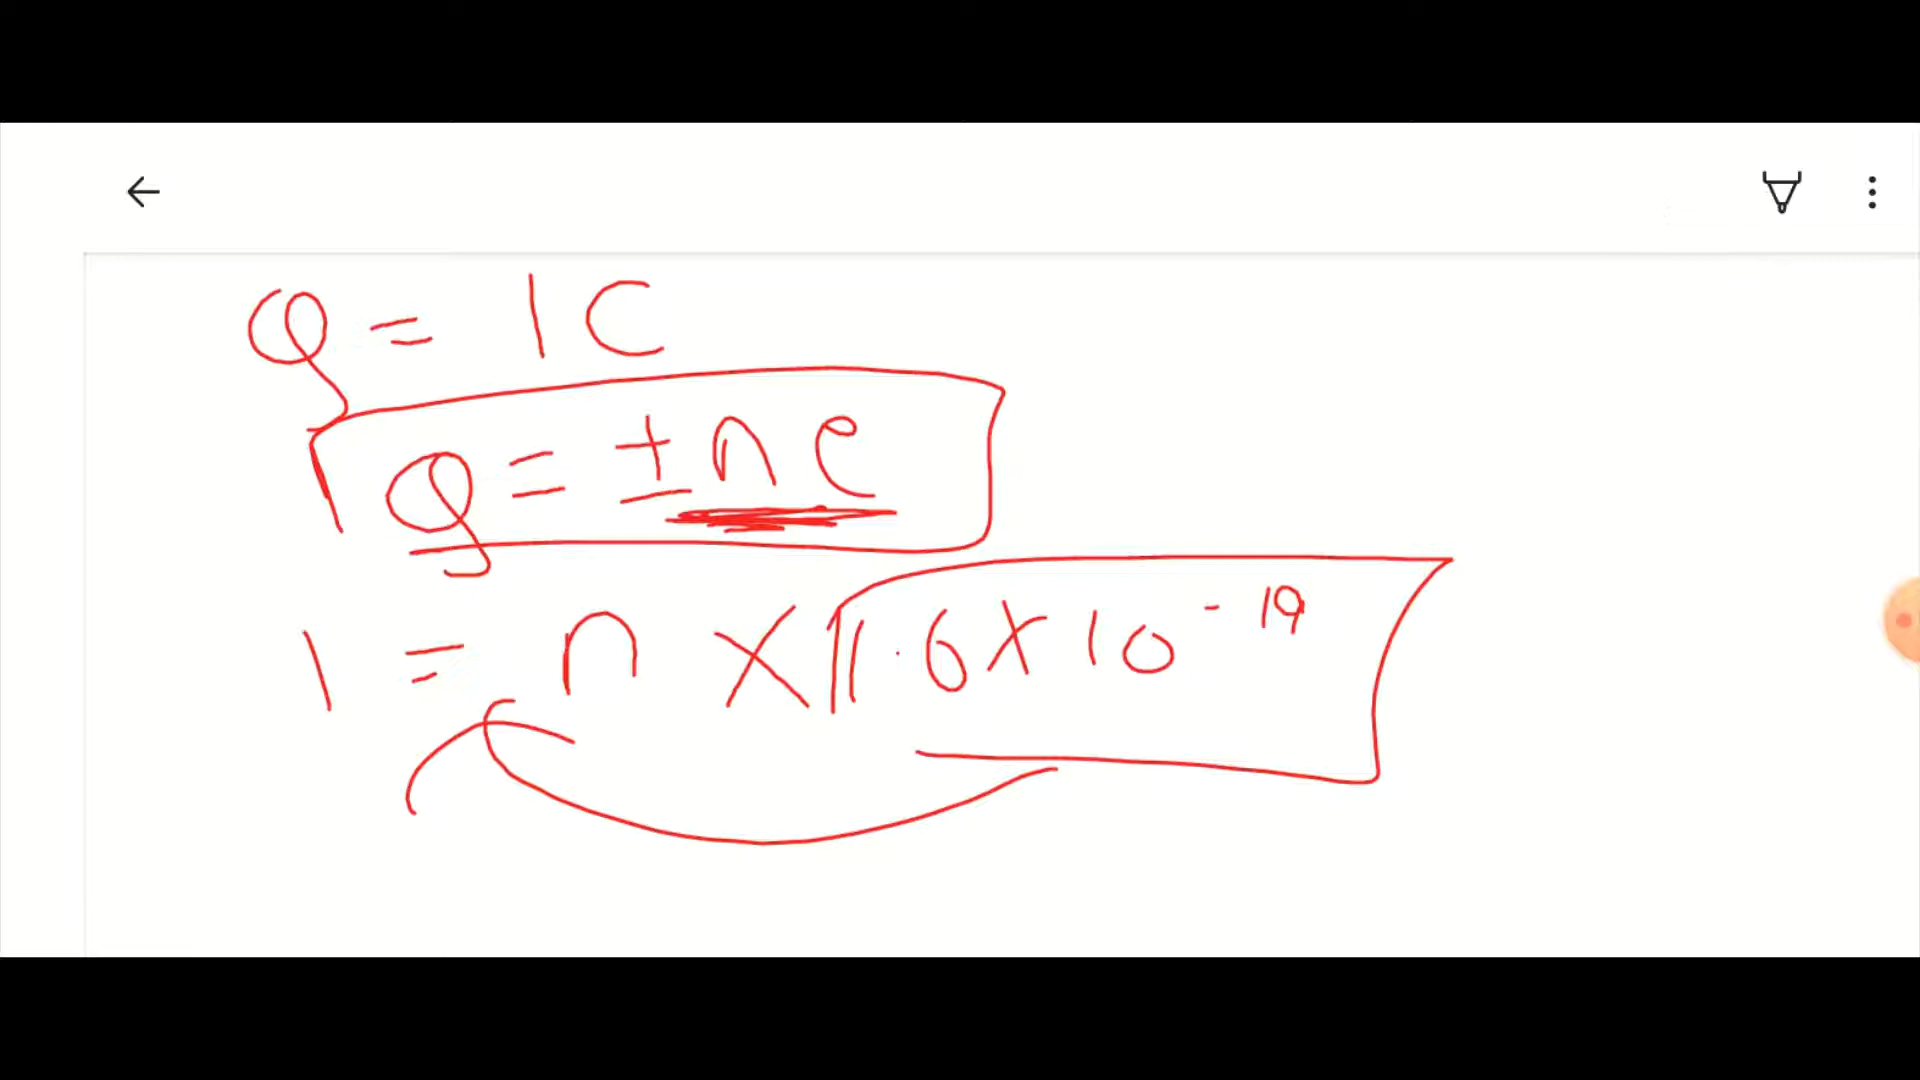 Q = 1C
Q = ±ne
1 = n × 1.6 × 10⁻¹⁹